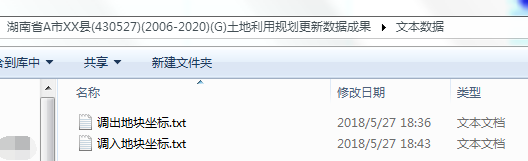 湖南省A市XX县(430527)(2006-2020)(G)土地利用规划更新数据成果 ▸ 文本数据
含到库中 共享 新建文件夹
名称 修改日期 类型
调出地块坐标.txt 2018/5/27 18:36 文本文档
调入地块坐标.txt 2018/5/27 18:43 文本文档